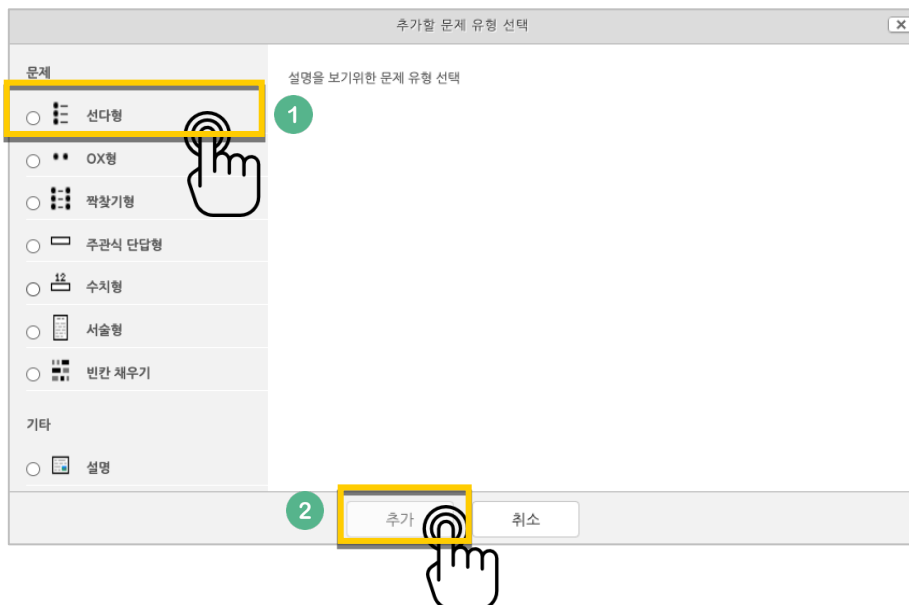 추가할 문제 유형 선택
문제
설명을 보기위한 문제 유형 선택
선다형
1
OX형
짝찾기형
주관식 단답형
12
수치형
서술형
빈칸 채우기
기타
설명
2
추가
취소